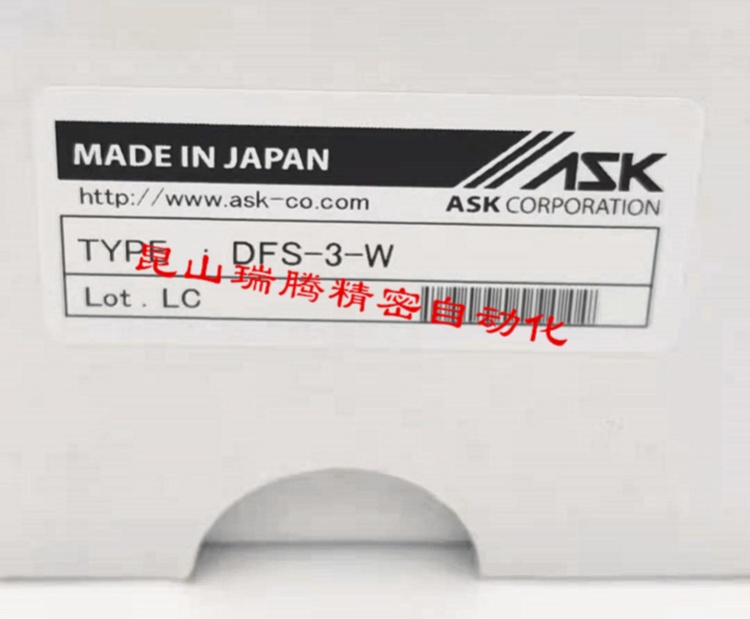 MADE IN JAPAN
ASK
http://www.ask-co.com
ASK CORPORATION
TYPE : DFS-3-W
Lot . LC
昆山瑞腾精密自动化